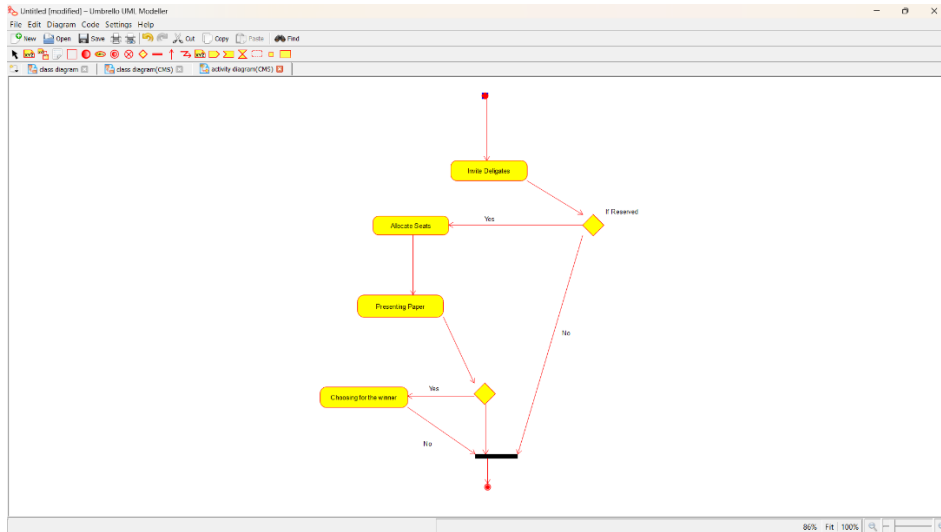 Untitled [modified] – Umbrello UML Modeller
File Edit Diagram Code Settings Help
New Open Save Cut Copy Paste Find
class diagram class diagram(CMS) activity diagram(CMS)
Invite Deligates
If Reserved
Yes
Allocate Seats
Presenting Paper
No
Yes
Choosing for the winner
No
86% Fit 100%